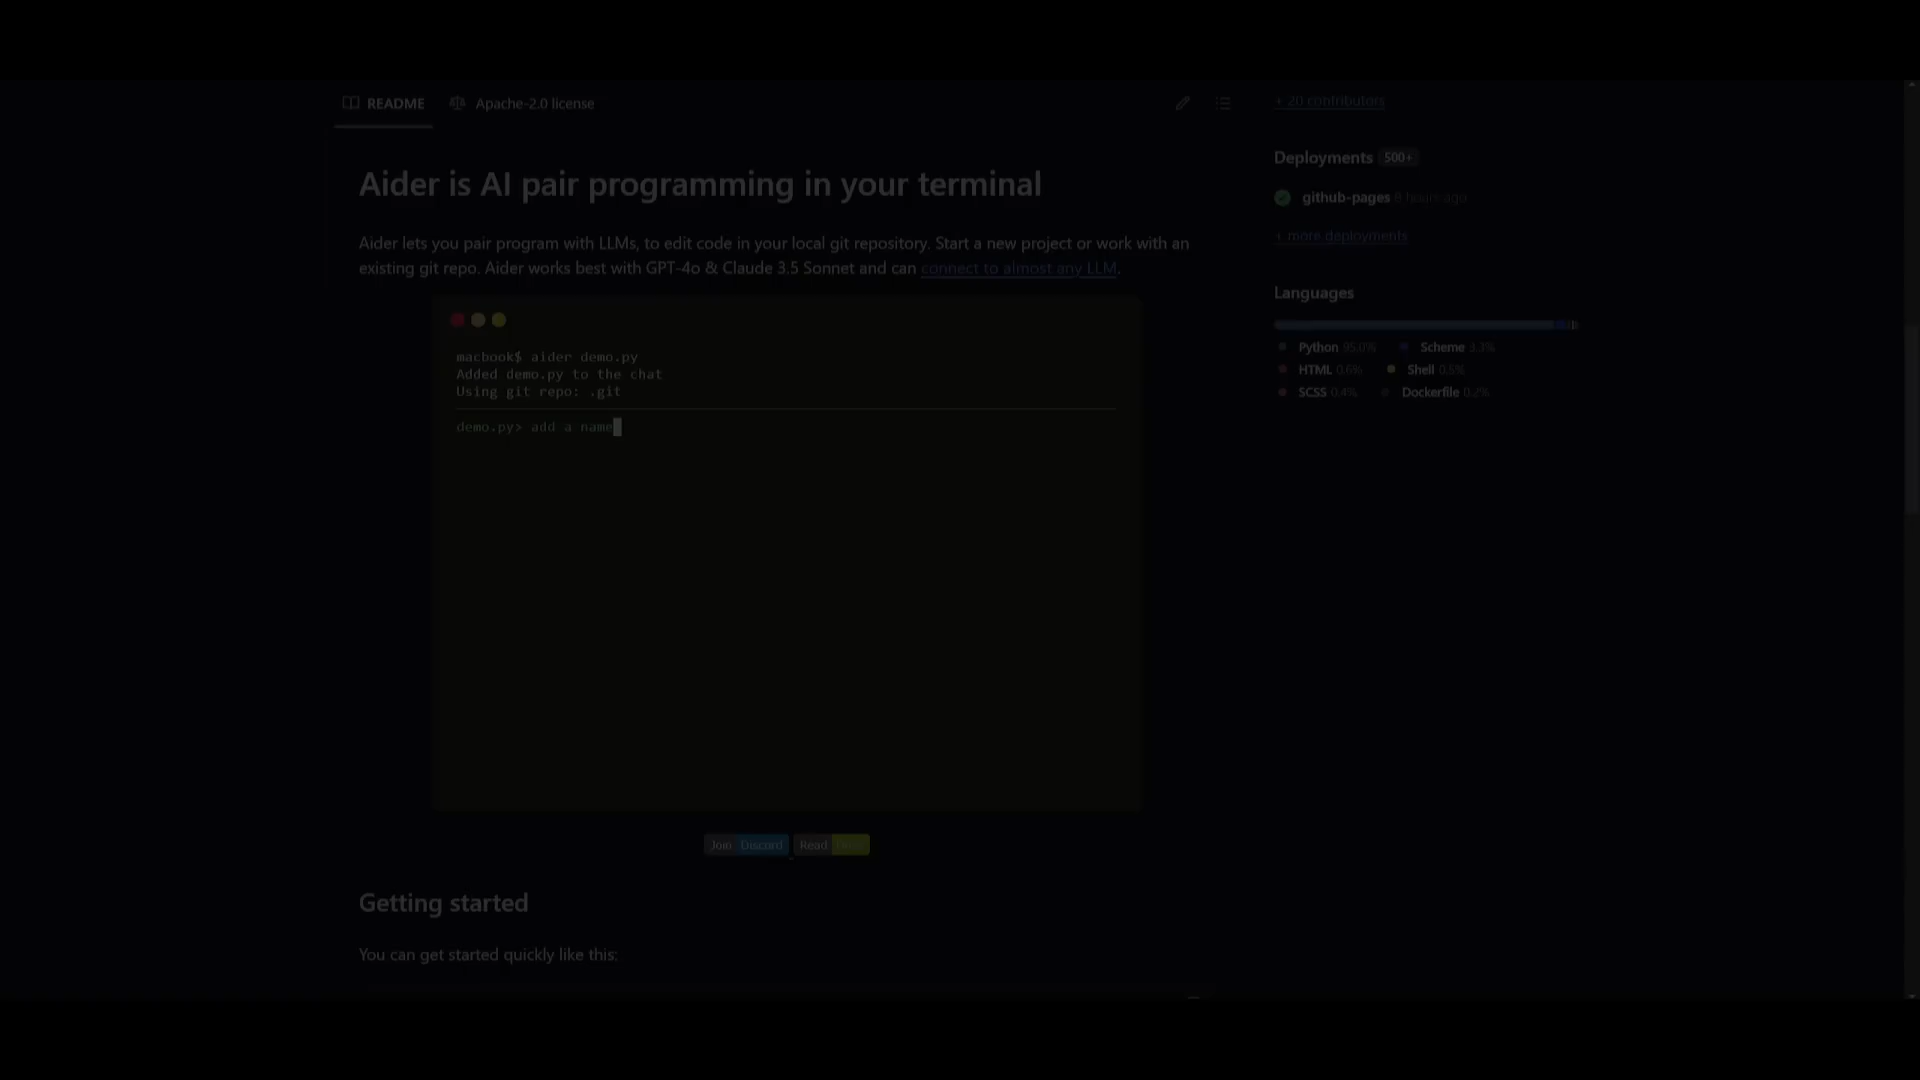 README
Apache-2.0 license
+ 20 contributors
Deployments 500+
github-pages 8 hours ago
+ more deployments
Languages
Python 95.0%
Scheme 3.3%
HTML 0.6%
Shell 0.5%
SCSS 0.4%
Dockerfile 0.2%
Aider is AI pair programming in your terminal
Aider lets you pair program with LLMs, to edit code in your local git repository. Start a new project or work with an
existing git repo. Aider works best with GPT-4o & Claude 3.5 Sonnet and can connect to almost any LLM.
macbook$ aider demo.py
Added demo.py to the chat
Using git repo: .git
demo.py> add a name
Join Discord Read
Getting started
You can get started quickly like this: